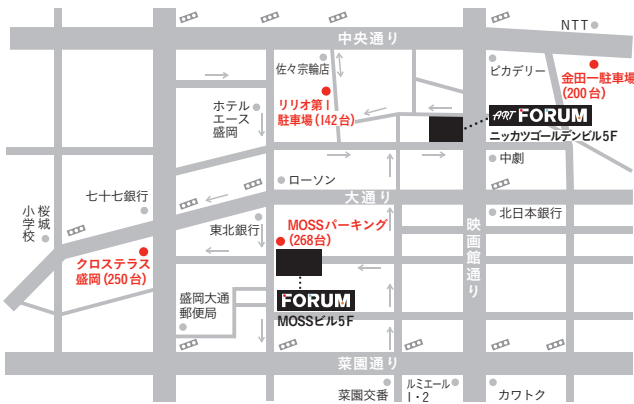 NTT
中央通り
佐々宗輪店
ピカデリー
金田一駐車場
(200台)
リリオ第1
駐車場(142台)
ホテル
エース
盛岡
ART FORUM
ニッカツゴールデンビル5F
中劇
ローソン
七十七銀行
大通り
桜城
小学校
東北銀行
MOSSパーキング
(268台)
北日本銀行
映画館通り
クロステラス
盛岡(250台)
盛岡大通
郵便局
FORUM
MOSSビル5F
菜園通り
菜園交番
ルミエール
1・2
カワトク